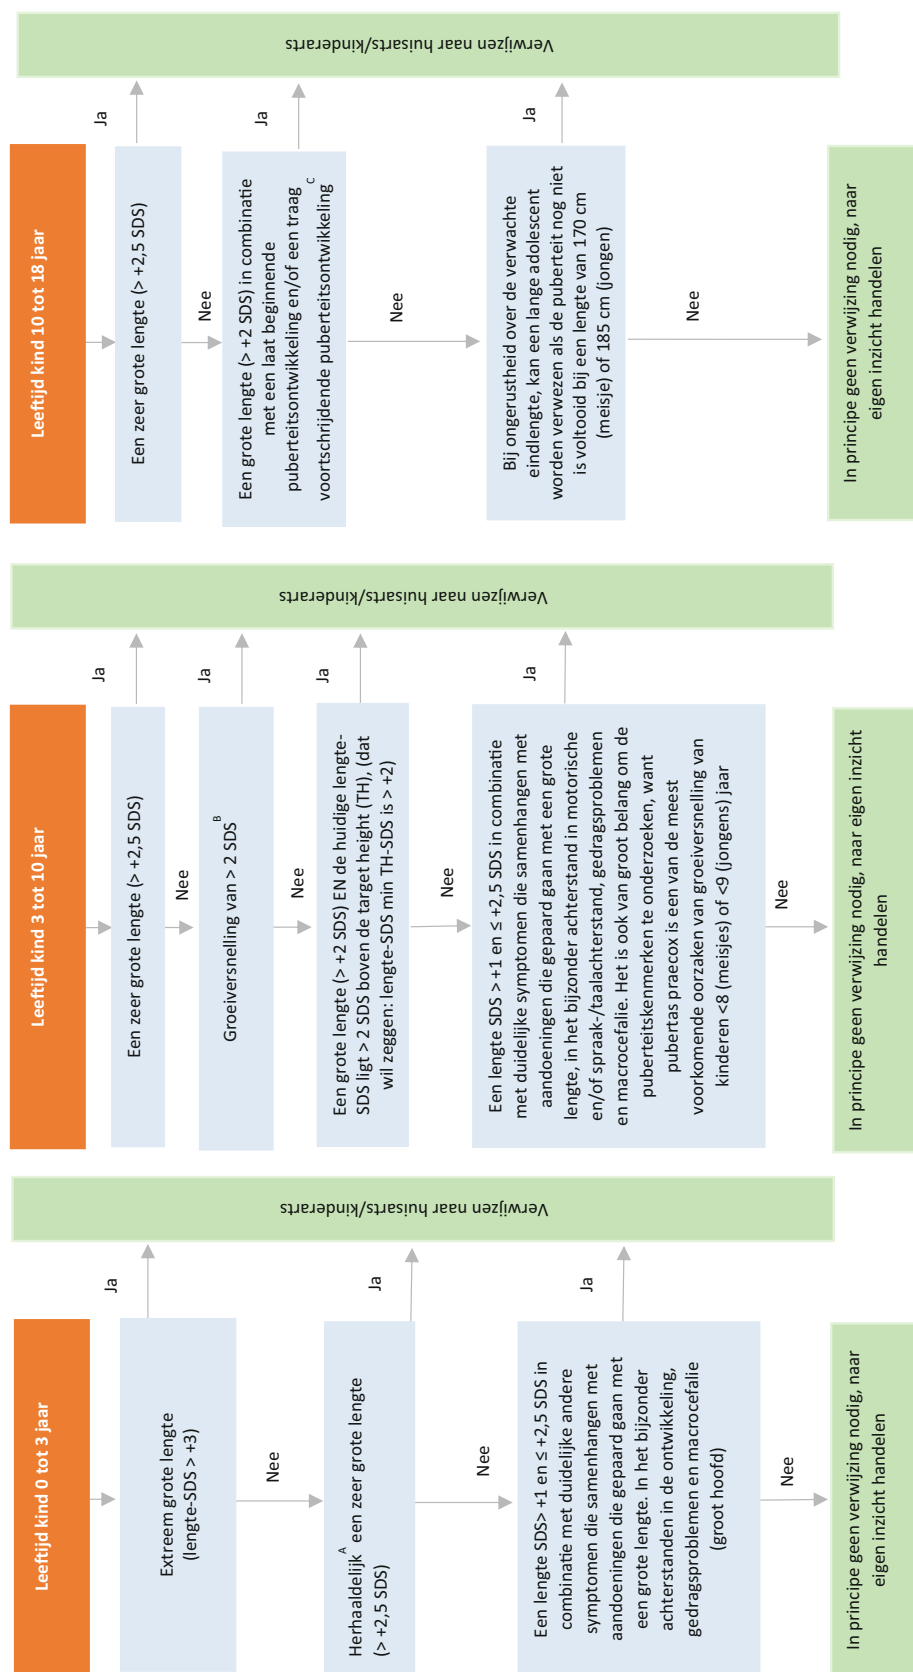 Leeftijd kind 0 tot 3 jaar
Extreem grote lengte
(lengte-SDS > +3)
Ja
Nee
Herhaaldelijk A een zeer grote lengte
(> +2,5 SDS)
Ja
Nee
Een lengte SDS> +1 en ≤ +2,5 SDS in
combinatie met duidelijke andere
symptomen die samenhangen met
aandoeningen die gepaard gaan met
een grote lengte. In het bijzonder
achterstanden in de ontwikkeling,
gedragsproblemen en macrocefalie
(groot hoofd)
Ja
Nee
In principe geen verwijzing nodig, naar
eigen inzicht handelen
Verwijzen naar huisarts/kinderarts
Leeftijd kind 3 tot 10 jaar
Een zeer grote lengte (> +2,5 SDS)
Ja
Nee
Groeiversnelling van > 2 SDS B
Ja
Nee
Een grote lengte (> +2 SDS) EN de huidige lengte-
SDS ligt > 2 SDS boven de target height (TH), (dat
wil zeggen: lengte-SDS min TH-SDS is > +2)
Ja
Nee
Een lengte SDS > +1 en ≤ +2,5 SDS in combinatie
met duidelijke symptomen die samenhangen met
aandoeningen die gepaard gaan met een grote
lengte, in het bijzonder achterstand in motorische
en/of spraak-/taalachterstand, gedragsproblemen
en macrocefalie. Het is ook van groot belang om de
puberteitskenmerken te onderzoeken, want
pubertas praecox is een van de meest
voorkomende oorzaken van groeiversnelling van
kinderen <8 (meisjes) of <9 (jongens) jaar
Ja
Nee
In principe geen verwijzing nodig, naar eigen inzicht
handelen
Verwijzen naar huisarts/kinderarts
Leeftijd kind 10 tot 18 jaar
Een zeer grote lengte (> +2,5 SDS)
Ja
Nee
Een grote lengte (> +2 SDS) in combinatie
met een laat beginnende
puberteitsontwikkeling en/of een traag
voortschrijdende puberteitsontwikkeling C
Ja
Nee
Bij ongerustheid over de verwachte
eindlengte, kan een lange adolescent
worden verwezen als de puberteit nog niet
is voltooid bij een lengte van 170 cm
(meisje) of 185 cm (jongen)
Ja
Nee
In principe geen verwijzing nodig, naar
eigen inzicht handelen
Verwijzen naar huisarts/kinderarts